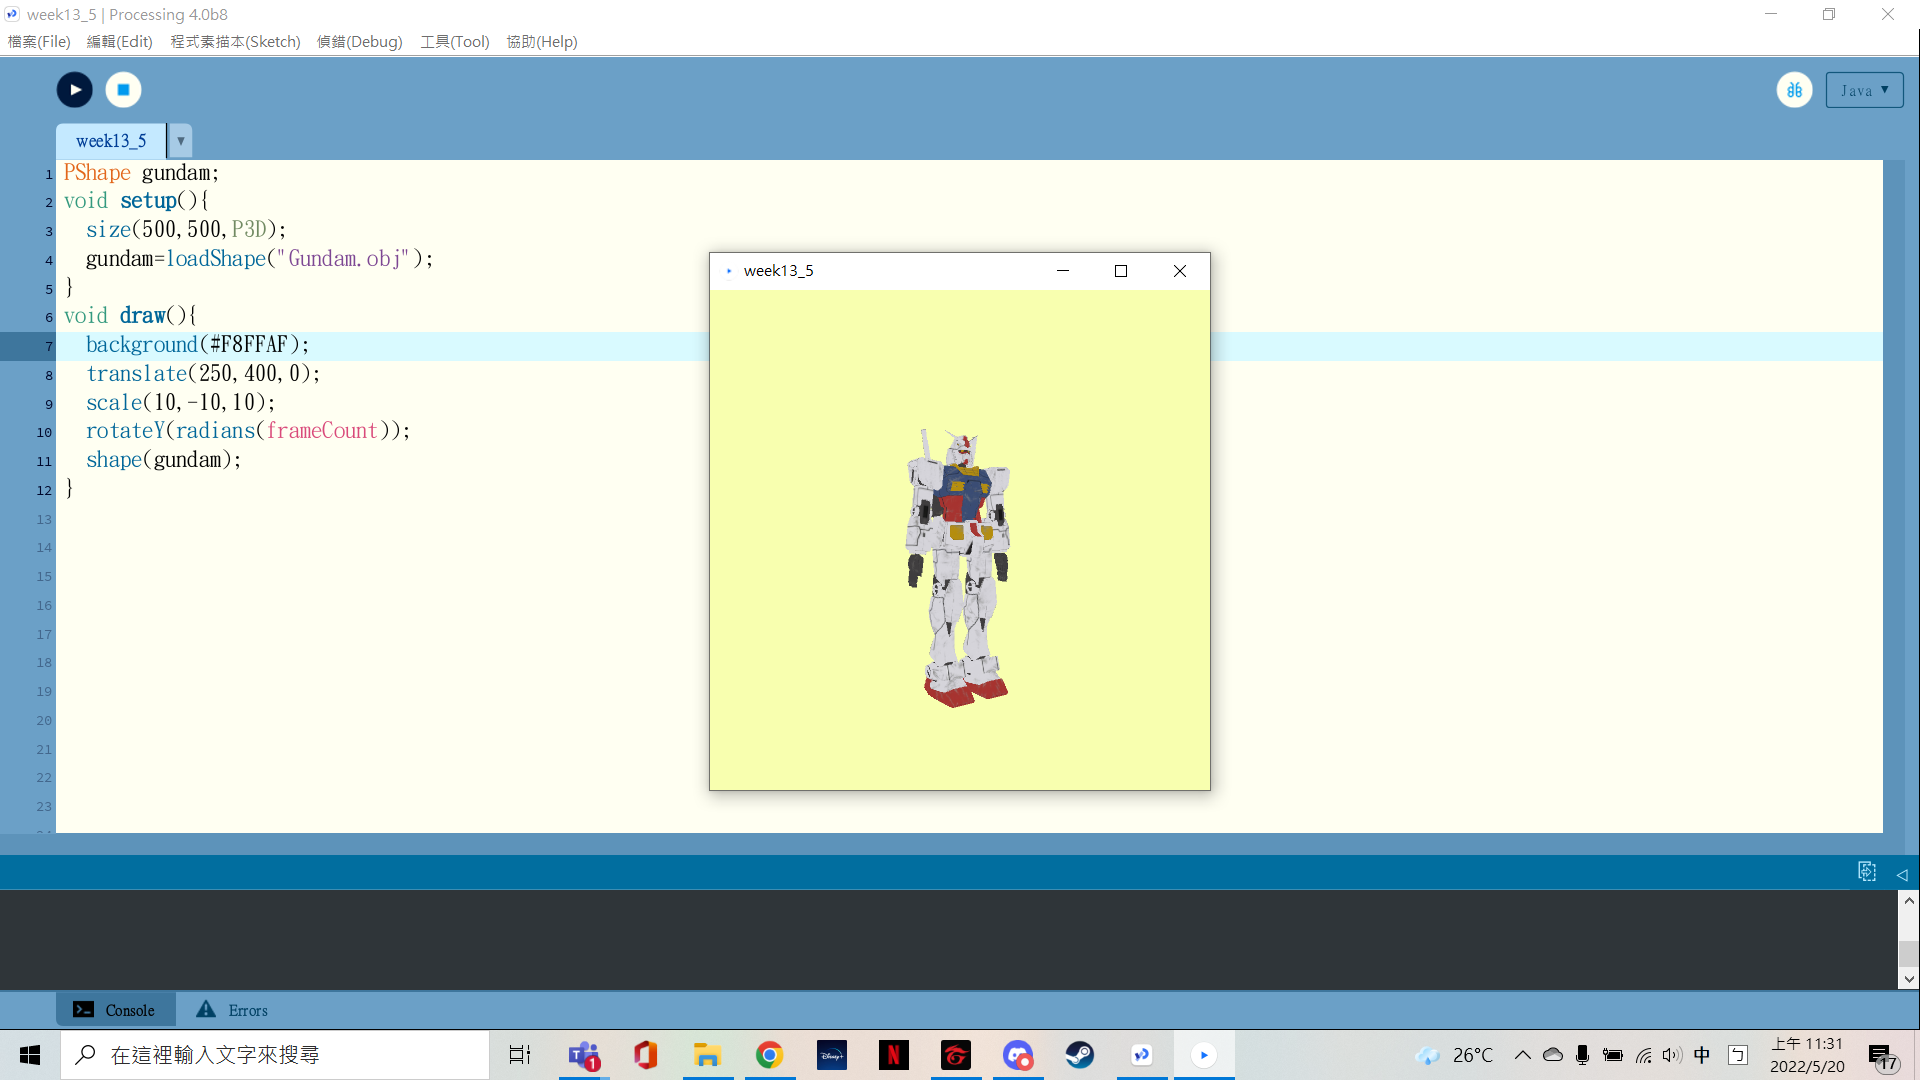 week13_5 | Processing 4.0b8
檔案(File) 編輯(Edit) 程式素描本(Sketch) 偵錯(Debug) 工具(Tool) 協助(Help)
Java ▼
week13_5 ▼
1 PShape gundam;
2 void setup(){
3 size(500,500,P3D);
4 gundam=loadShape("Gundam.obj");
5 }
6 void draw(){
7 background(#F8FFAF);
8 translate(250,400,0);
9 scale(10,-10,10);
10 rotateY(radians(frameCount));
11 shape(gundam);
12 }
13
14
15
16
17
18
19
20
21
22
23
week13_5
Console Errors
在這裡輸入文字來搜尋
1
Disney+
N
26°C
中
ㄅ
上午 11:31
2022/5/20
17